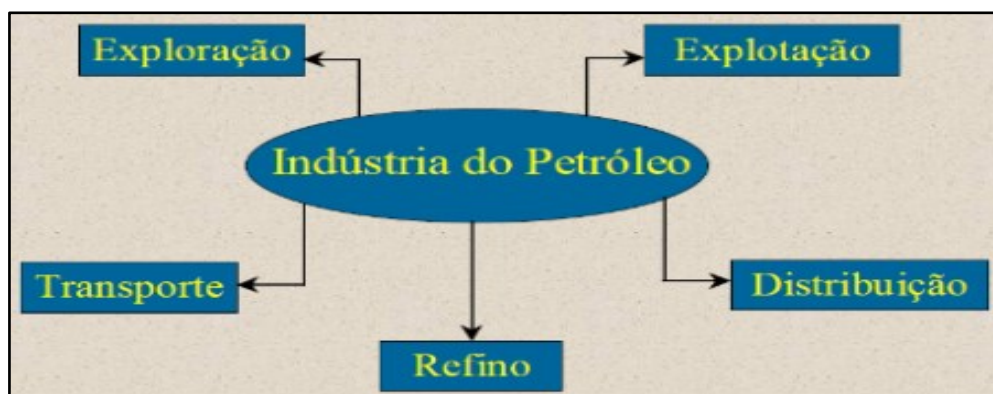 Exploração
Explotação
Indústria do Petróleo
Transporte
Distribuição
Refino